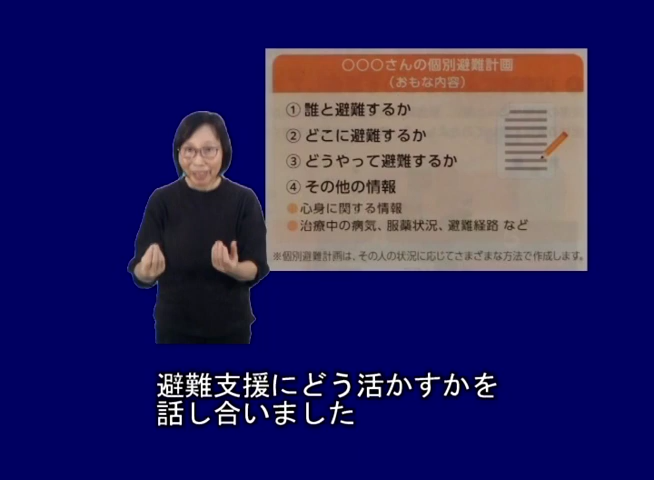 ○○○さんの個別避難計画
（おもな内容）
①誰と避難するか
②どこに避難するか
③どうやって避難するか
④その他の情報
●心身に関する情報
●治療中の病気、服薬状況、避難経路 など
※個別避難計画は、その人の状況に応じてさまざまな方法で作成します。
避難支援にどう活かすかを
話し合いました